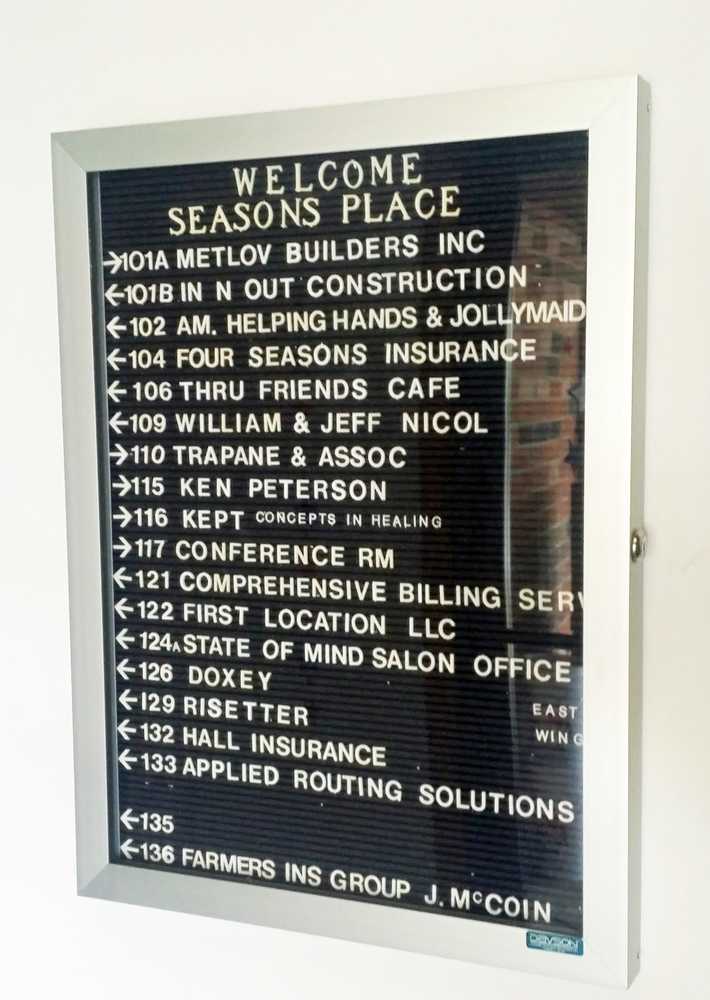 WELCOME
SEASONS PLACE
→101A METLOV BUILDERS INC
←101B IN N OUT CONSTRUCTION
←102 AM. HELPING HANDS & JOLLYMAID
←104 FOUR SEASONS INSURANCE
←106 THRU FRIENDS CAFE
←109 WILLIAM & JEFF NICOL
→110 TRAPANE & ASSOC
→115 KEN PETERSON
→116 KEPT CONCEPTS IN HEALING
→117 CONFERENCE RM
←121 COMPREHENSIVE BILLING SERV
←122 FIRST LOCATION LLC
←124A STATE OF MIND SALON OFFICE
←126 DOXEY
←129 RISETTER
EAST
WING
←132 HALL INSURANCE
←133 APPLIED ROUTING SOLUTIONS
←135
←136 FARMERS INS GROUP J. McCOIN